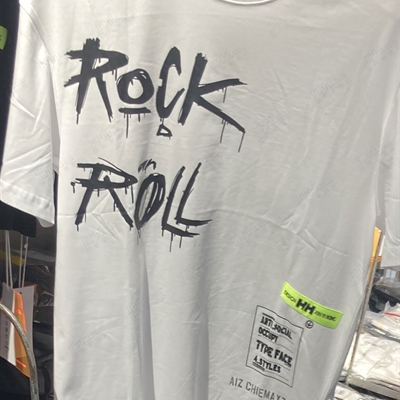 ROCK
RÖLL
HH
ANTI SOCIAL
OCCUPY
TYPE FACE
A.STYLES